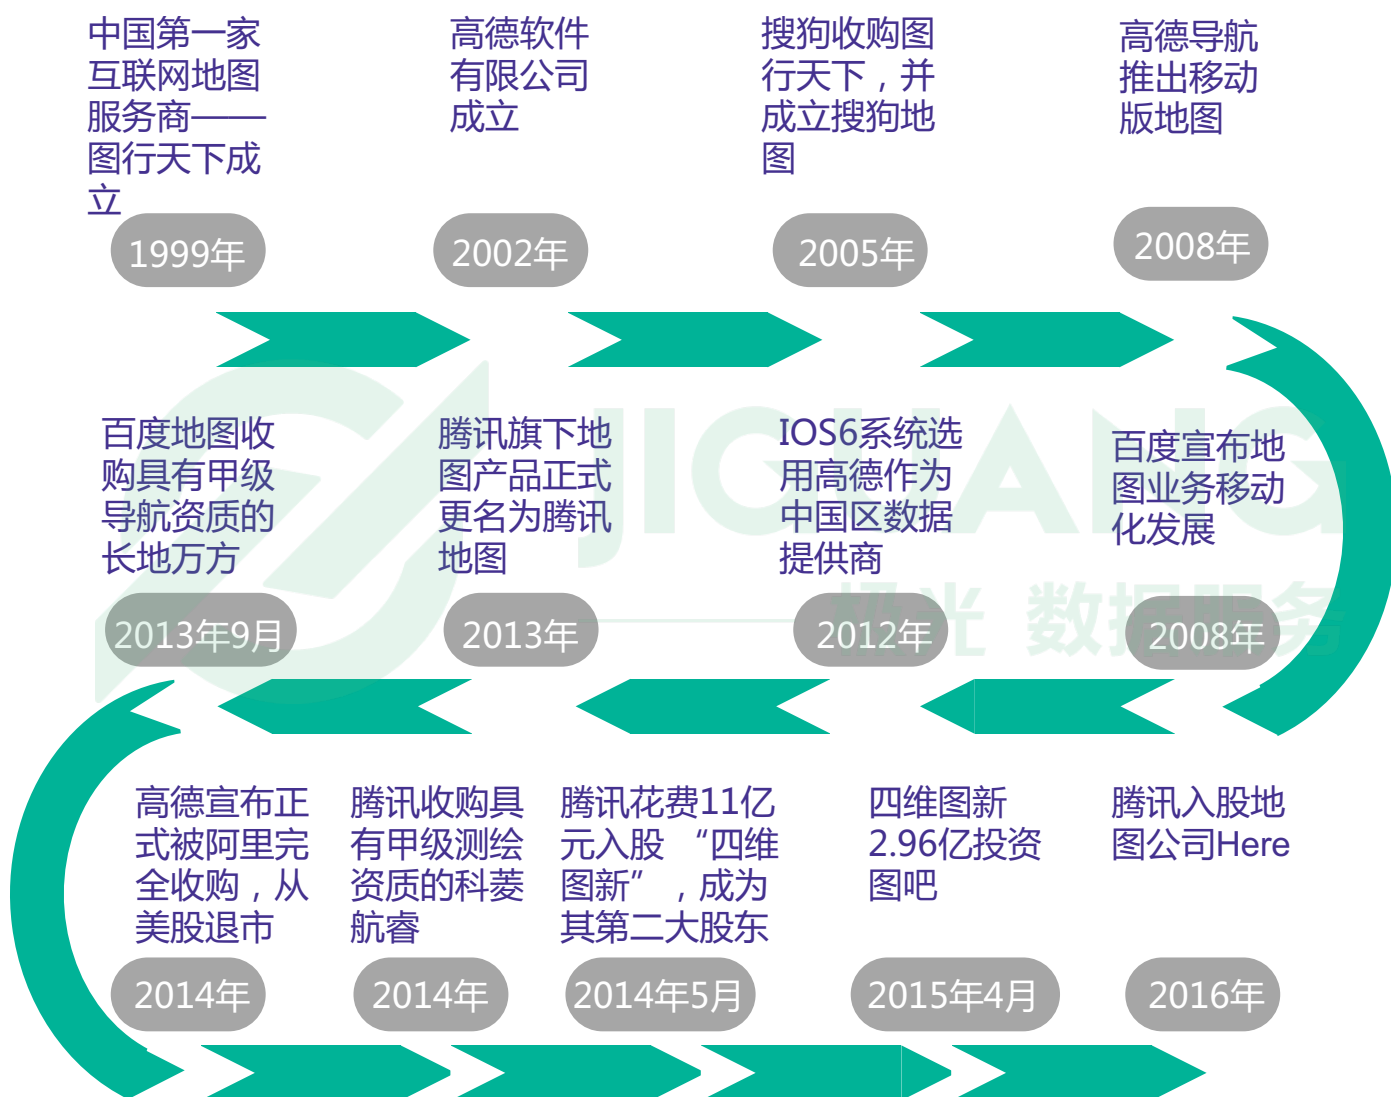 中国第一家
互联网地图
服务商——
图行天下成
立
1999年
高德软件
有限公司
成立
2002年
搜狗收购图
行天下，并
成立搜狗地
图
2005年
高德导航
推出移动
版地图
2008年
百度宣布地
图业务移动
化发展
2008年
IOS6系统选
用高德作为
中国区数据
提供商
2012年
腾讯旗下地
图产品正式
更名为腾讯
地图
2013年
百度地图收
购具有甲级
导航资质的
长地万方
2013年9月
高德宣布正
式被阿里完
全收购，从
美股退市
2014年
腾讯收购具
有甲级测绘
资质的科菱
航睿
2014年
腾讯花费11亿
元入股 “四维
图新”，成为
其第二大股东
2014年5月
四维图新
2.96亿投资
图吧
2015年4月
腾讯入股地
图公司Here
2016年
JIGUANG
极光 数据服务